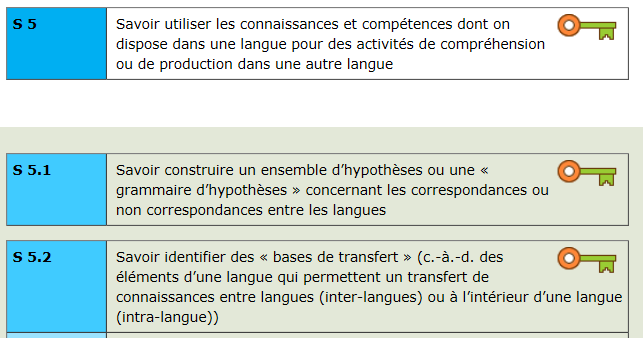 S 5
Savoir utiliser les connaissances et compétences dont on
dispose dans une langue pour des activités de compréhension
ou de production dans une autre langue
S 5.1
Savoir construire un ensemble d’hypothèses ou une «
grammaire d’hypothèses » concernant les correspondances ou
non correspondances entre les langues
S 5.2
Savoir identifier des « bases de transfert » (c.-à.-d. des
éléments d’une langue qui permettent un transfert de
connaissances entre langues (inter-langues) ou à l’intérieur d’une langue
(intra-langue))